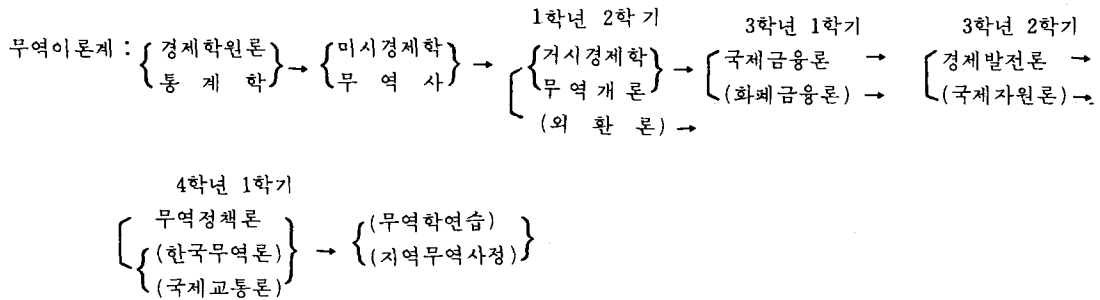 1학년 2학기 3학년 1학기 3학년 2학기
무역이론계 : { 경제학원론 } → { 미시경제학 } → { 거시경제학 } → [ 국제금융론 → [ 경제발전론 →
{ 통 계 학 } { 무 역 사 } [ { 무역개론 } (화폐금융론) → (국제자원론) →
(외 환 론) →
4학년 1학기
[ 무역정책론 } → { (무역학연습) }
{ (한국무역론) } { (지역무역사정) }
{ (국제교통론) }